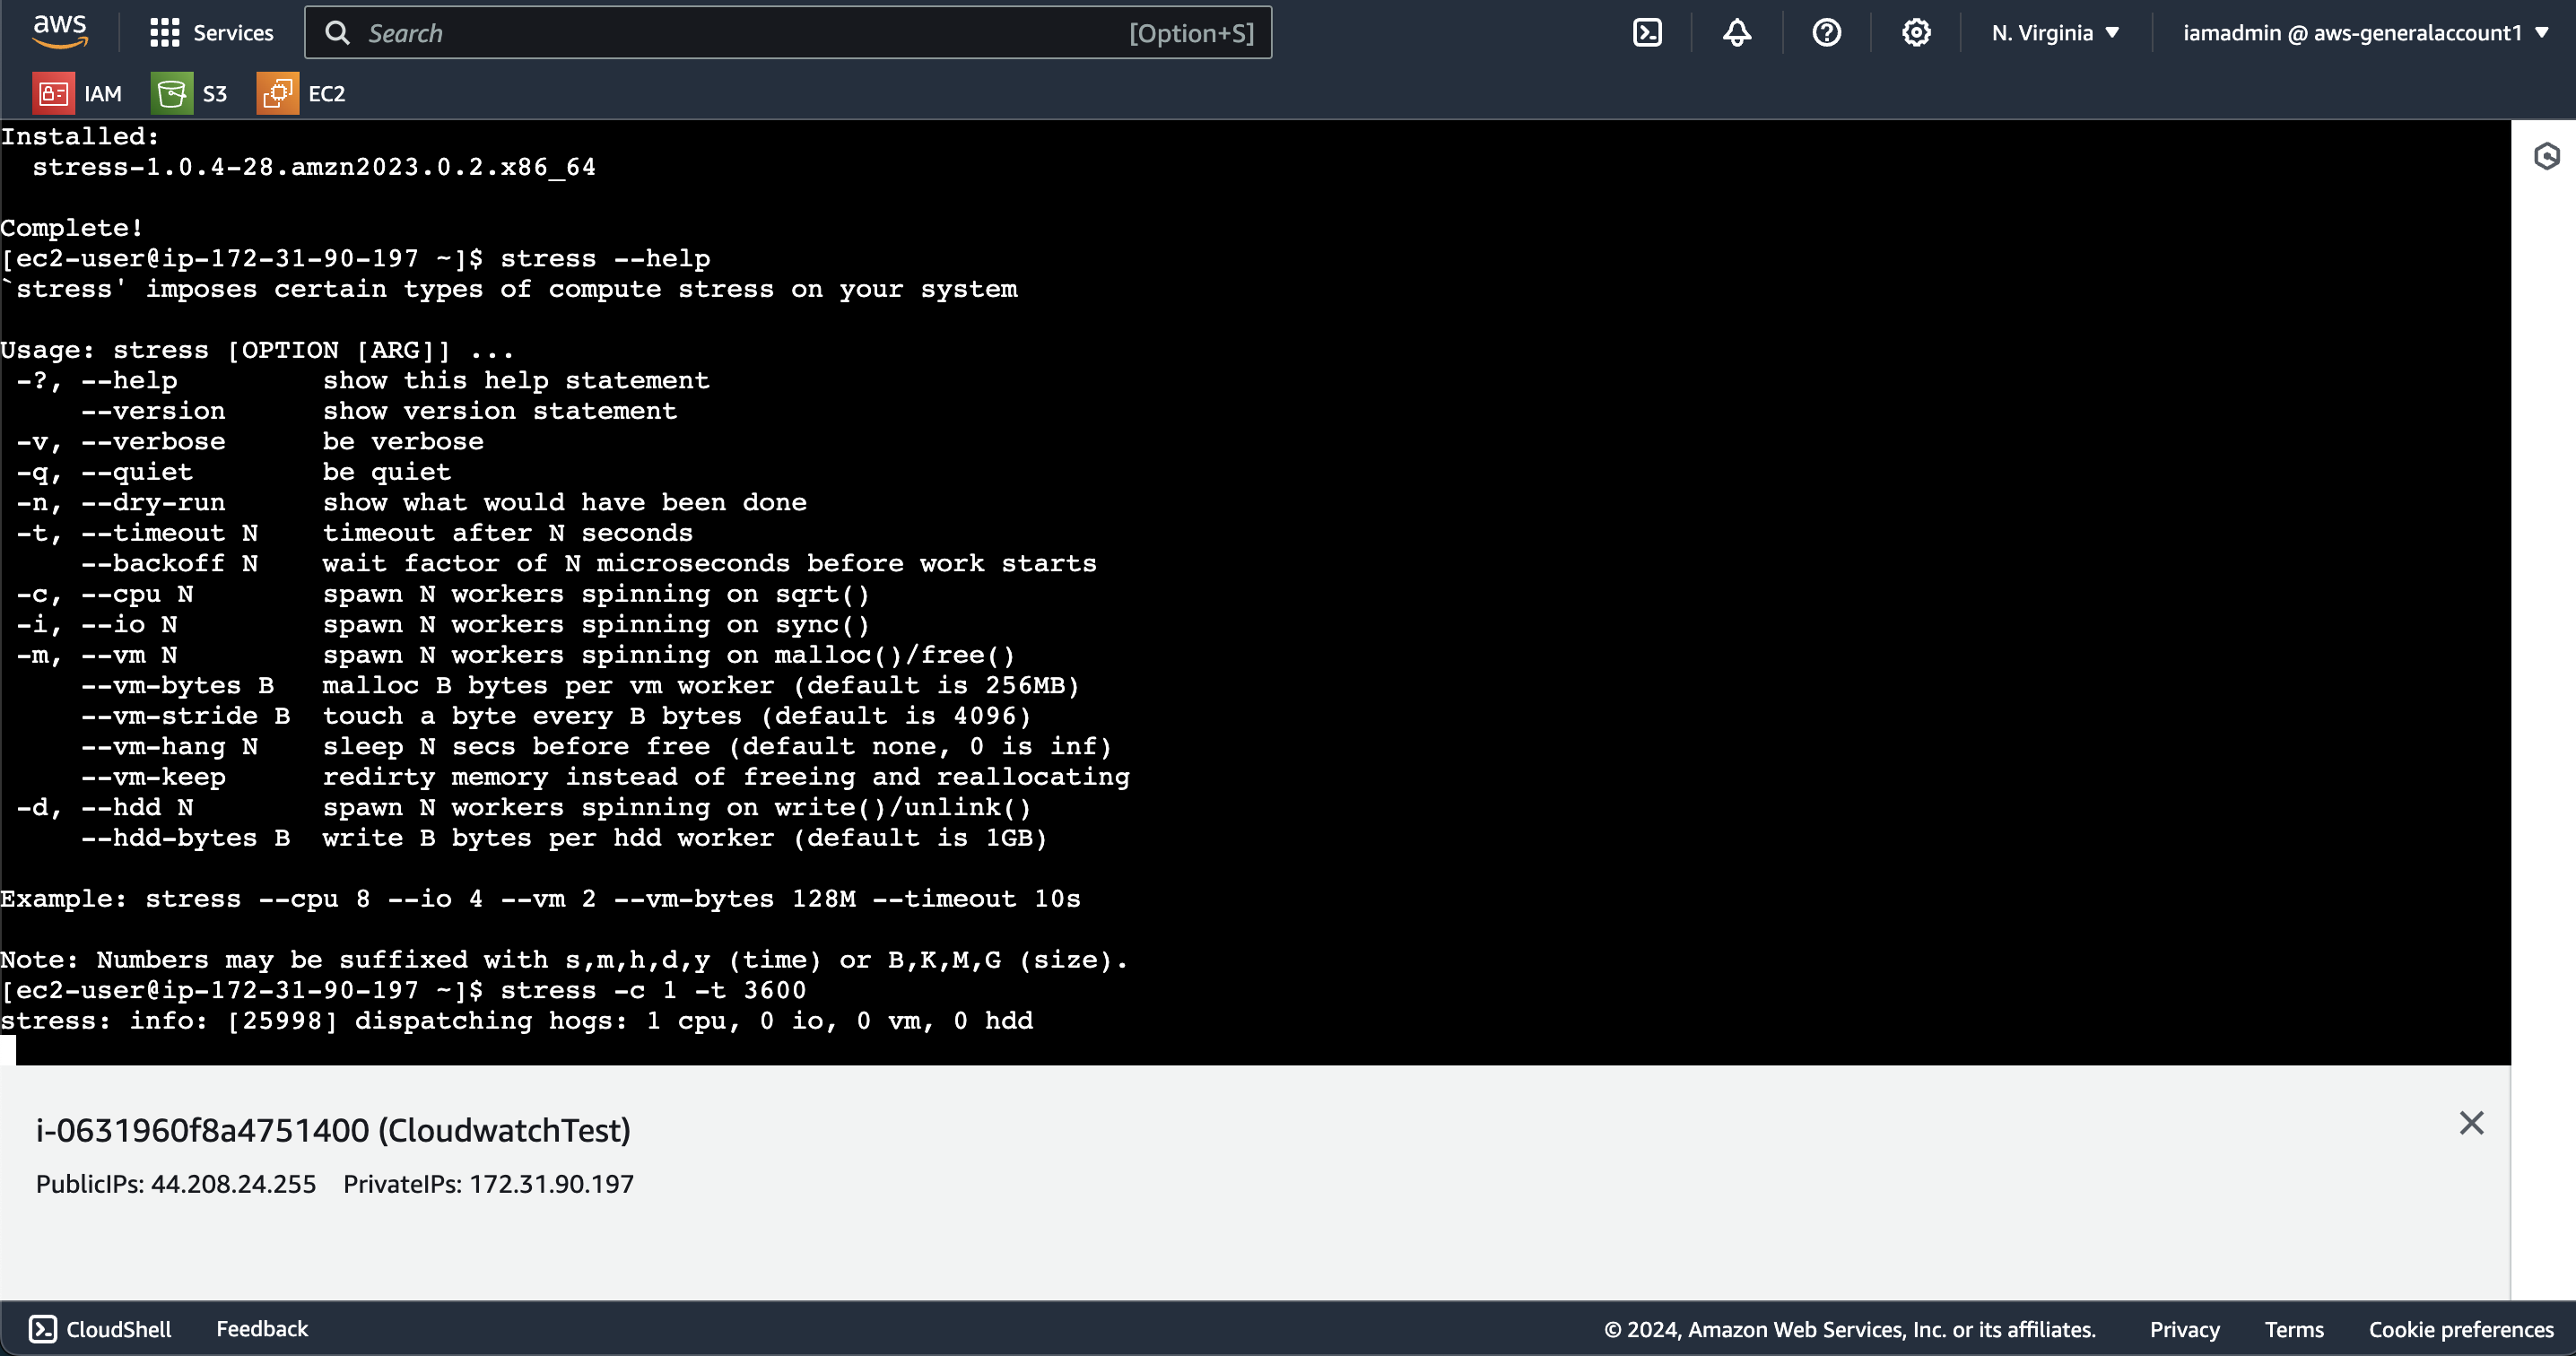 aws
Services
Search
[Option+S]
N. Virginia
iamadmin @ aws-generalaccount1
IAM
S3
EC2
Installed:
  stress-1.0.4-28.amzn2023.0.2.x86_64
Complete!
[ec2-user@ip-172-31-90-197 ~]$ stress --help
`stress' imposes certain types of compute stress on your system
Usage: stress [OPTION [ARG]] ...
 -?, --help         show this help statement
     --version      show version statement
 -v, --verbose      be verbose
 -q, --quiet        be quiet
 -n, --dry-run      show what would have been done
 -t, --timeout N    timeout after N seconds
     --backoff N    wait factor of N microseconds before work starts
 -c, --cpu N        spawn N workers spinning on sqrt()
 -i, --io N         spawn N workers spinning on sync()
 -m, --vm N         spawn N workers spinning on malloc()/free()
     --vm-bytes B   malloc B bytes per vm worker (default is 256MB)
     --vm-stride B  touch a byte every B bytes (default is 4096)
     --vm-hang N    sleep N secs before free (default none, 0 is inf)
     --vm-keep      redirty memory instead of freeing and reallocating
 -d, --hdd N        spawn N workers spinning on write()/unlink()
     --hdd-bytes B  write B bytes per hdd worker (default is 1GB)
Example: stress --cpu 8 --io 4 --vm 2 --vm-bytes 128M --timeout 10s
Note: Numbers may be suffixed with s,m,h,d,y (time) or B,K,M,G (size).
[ec2-user@ip-172-31-90-197 ~]$ stress -c 1 -t 3600
stress: info: [25998] dispatching hogs: 1 cpu, 0 io, 0 vm, 0 hdd
i-0631960f8a4751400 (CloudwatchTest)
PublicIPs: 44.208.24.255    PrivateIPs: 172.31.90.197
CloudShell
Feedback
© 2024, Amazon Web Services, Inc. or its affiliates.
Privacy
Terms
Cookie preferences